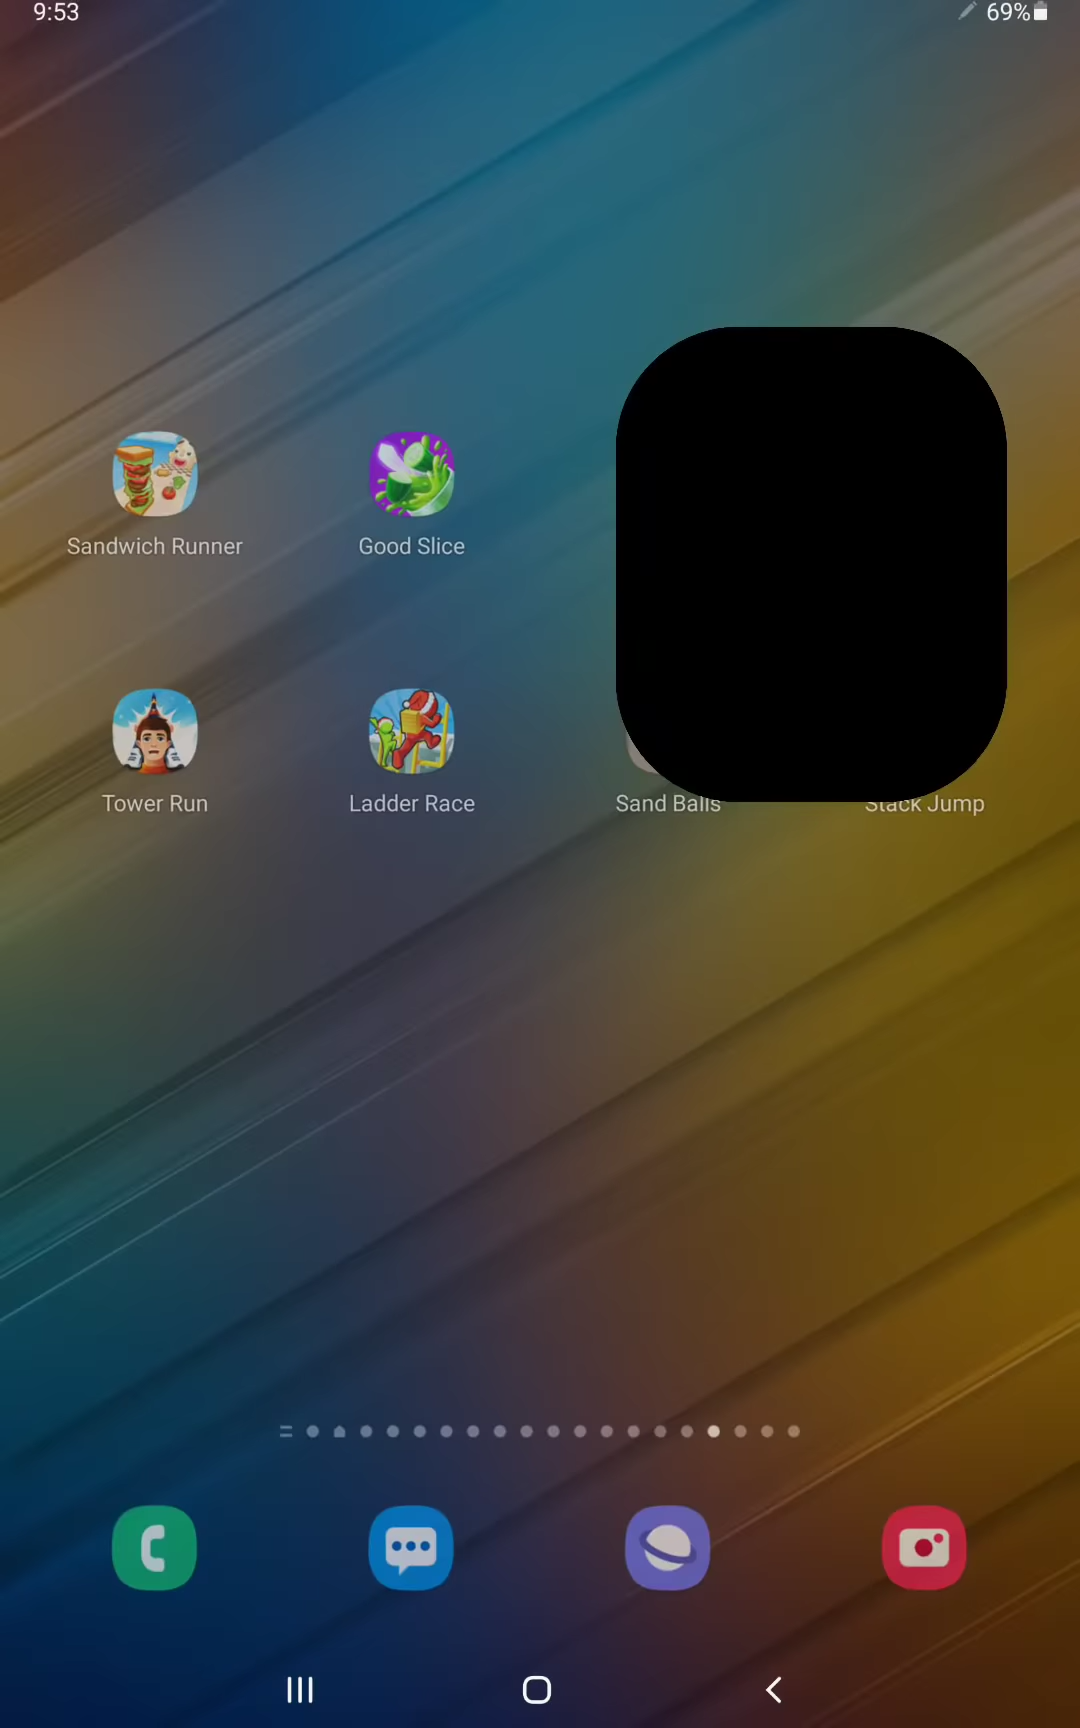 9:53
69%
Sandwich Runner
Good Slice
Tower Run
Ladder Race
Sand Balls
Stack Jump